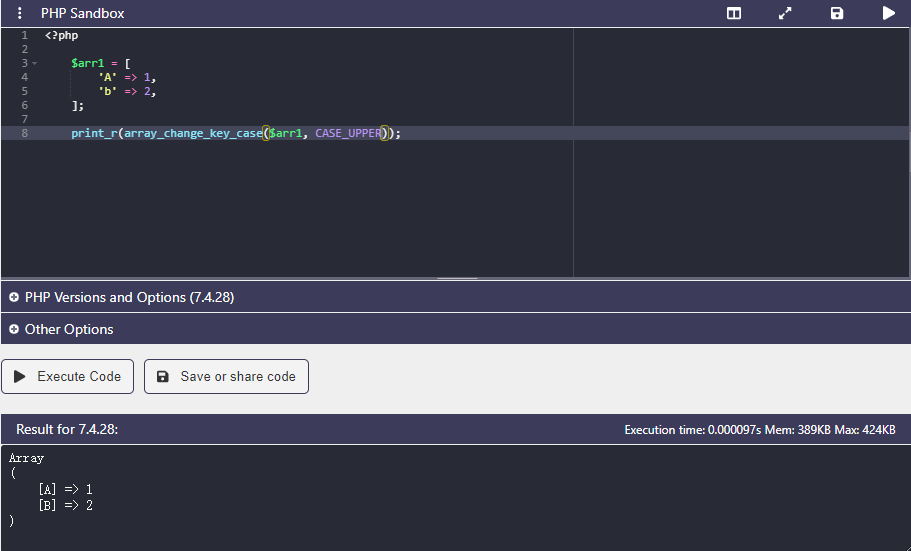 PHP Sandbox
1 <?php
2
3 $arr1 = [
4 'A' => 1,
5 'b' => 2,
6 ];
7
8 print_r(array_change_key_case($arr1, CASE_UPPER));
PHP Versions and Options (7.4.28)
Other Options
Execute Code Save or share code
Result for 7.4.28: Execution time: 0.000097s Mem: 389KB Max: 424KB
Array
(
[A] => 1
[B] => 2
)